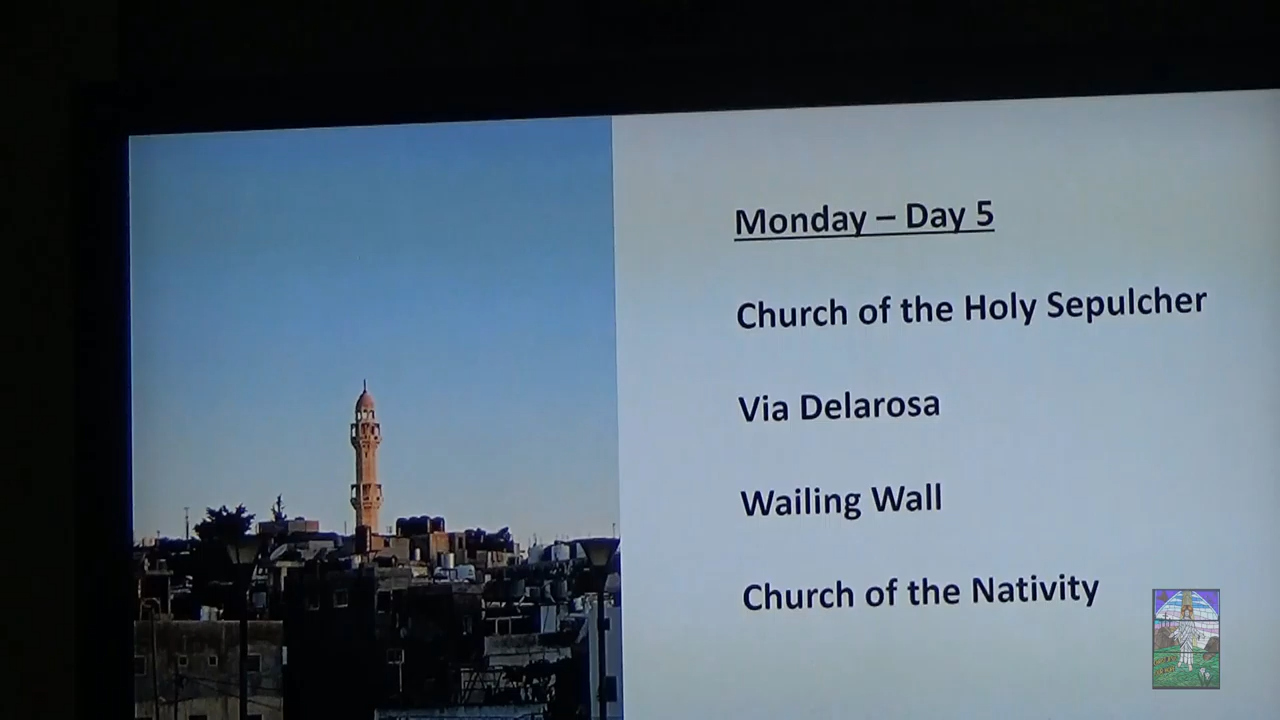 Monday – Day 5
Church of the Holy Sepulcher
Via Delarosa
Wailing Wall
Church of the Nativity